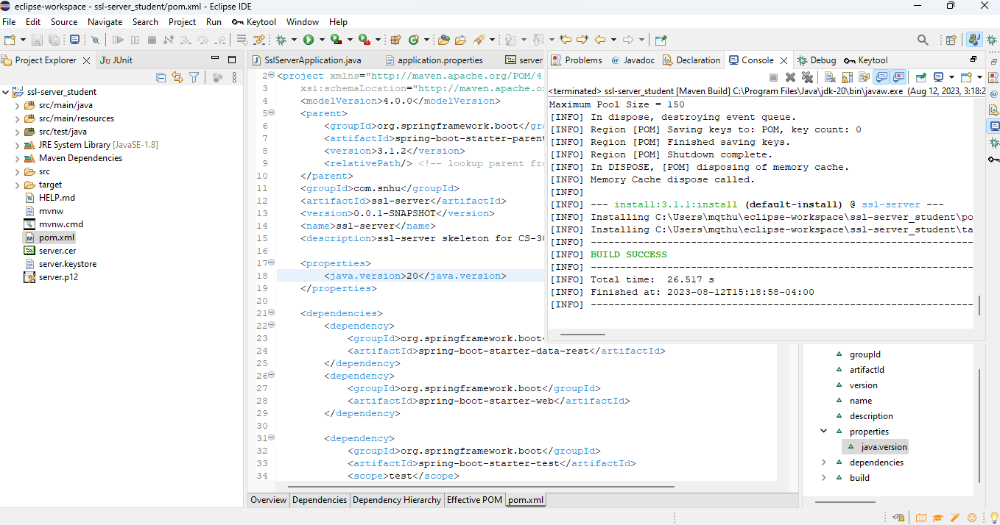 eclipse-workspace - ssl-server_student/pom.xml - Eclipse IDE
File Edit Source Navigate Search Project Run Keytool Window Help
Project Explorer JUnit
ssl-server_student
src/main/java
src/main/resources
src/test/java
JRE System Library [JavaSE-1.8]
Maven Dependencies
src
target
HELP.md
mvnw
mvnw.cmd
pom.xml
server.cer
server.keystore
server.p12
SslServerApplication.java application.properties server
2 <project xmlns="http://maven.apache.org/POM/4
3 xsi:schemaLocation="http://maven.apache.or
4 <modelVersion>4.0.0</modelVersion>
5 <parent>
6 <groupId>org.springframework.boot</gro
7 <artifactId>spring-boot-starter-parent
8 <version>3.1.2</version>
9 <relativePath/> <!-- lookup parent fro
10 </parent>
11 <groupId>com.snhu</groupId>
12 <artifactId>ssl-server</artifactId>
13 <version>0.0.1-SNAPSHOT</version>
14 <name>ssl-server</name>
15 <description>ssl-server skeleton for CS-30
16
17 <properties>
18 <java.version>20</java.version>
19 </properties>
20
21 <dependencies>
22 <dependency>
23 <groupId>org.springframework.boot<
24 <artifactId>spring-boot-starter-data-rest</artifactId>
25 </dependency>
26 <dependency>
27 <groupId>org.springframework.boot</groupId>
28 <artifactId>spring-boot-starter-web</artifactId>
29 </dependency>
30
31 <dependency>
32 <groupId>org.springframework.boot</groupId>
33 <artifactId>spring-boot-starter-test</artifactId>
34 <scope>test</scope>
Overview Dependencies Dependency Hierarchy Effective POM pom.xml
Problems Javadoc Declaration Console Debug Keytool
<terminated> ssl-server_student [Maven Build] C:\Program Files\Java\jdk-20\bin\javaw.exe (Aug 12, 2023, 3:18:2
Maximum Pool Size = 150
[INFO] In dispose, destroying event queue.
[INFO] Region [POM] Saving keys to: POM, key count: 0
[INFO] Region [POM] Finished saving keys.
[INFO] Region [POM] Shutdown complete.
[INFO] In DISPOSE, [POM] disposing of memory cache.
[INFO] Memory Cache dispose called.
[INFO]
[INFO] --- install:3.1.1:install (default-install) @ ssl-server ---
[INFO] Installing C:\Users\mqthu\eclipse-workspace\ssl-server_student\po
[INFO] Installing C:\Users\mqthu\eclipse-workspace\ssl-server_student\ta
[INFO] ------------------------------------------------------------------
[INFO] BUILD SUCCESS
[INFO] ------------------------------------------------------------------
[INFO] Total time: 26.517 s
[INFO] Finished at: 2023-08-12T15:18:58-04:00
[INFO] ------------------------------------------------------------------
groupId
artifactId
version
name
description
properties
java.version
dependencies
build